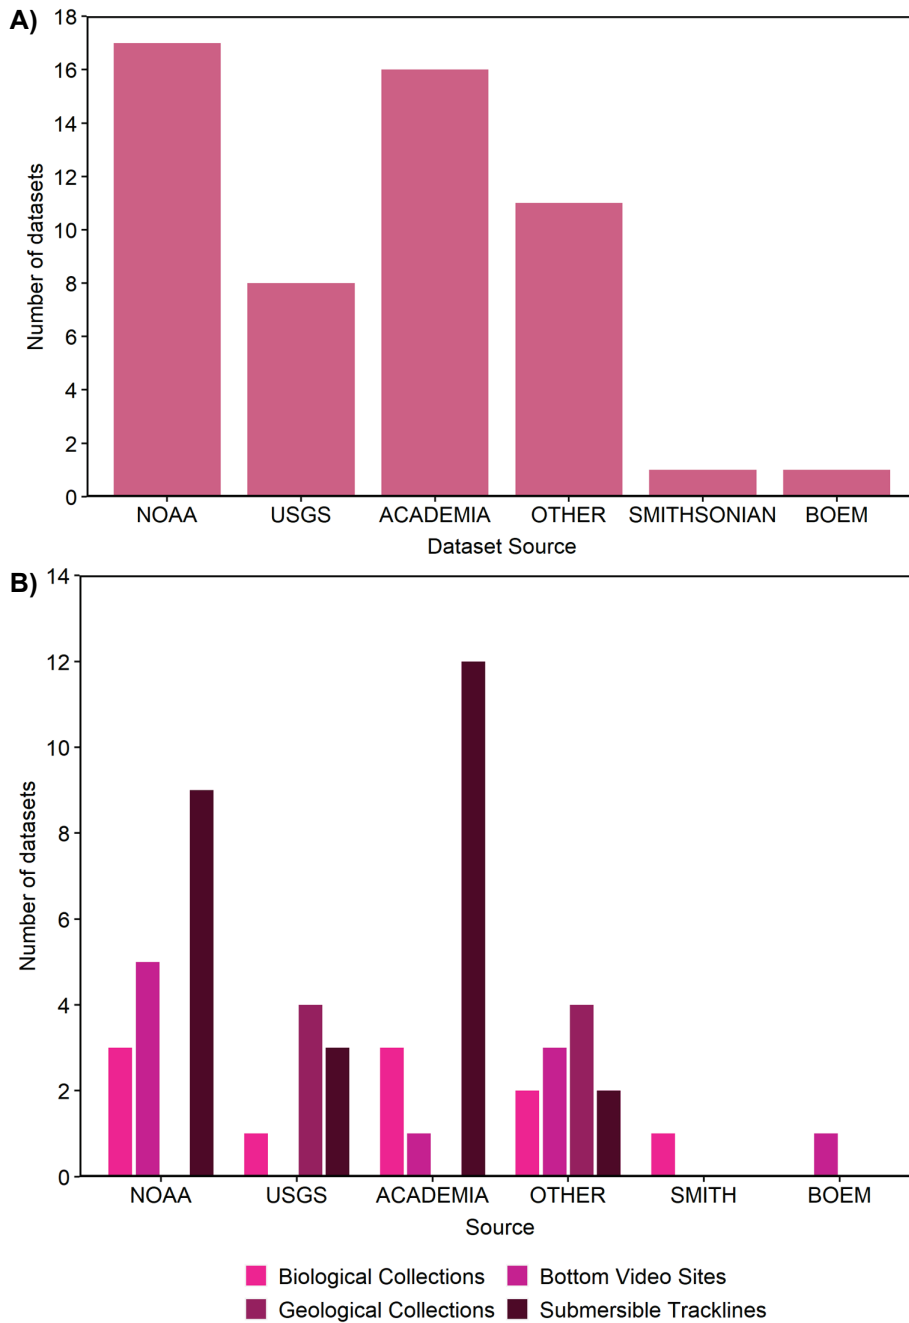 A)
18
16
14
12
10
8
6
4
2
0
Number of datasets
NOAA USGS ACADEMIA OTHER SMITHSONIAN BOEM
Dataset Source
B)
14
12
10
8
6
4
2
0
Number of datasets
NOAA USGS ACADEMIA OTHER SMITH BOEM
Source
Biological Collections Bottom Video Sites
Geological Collections Submersible Tracklines